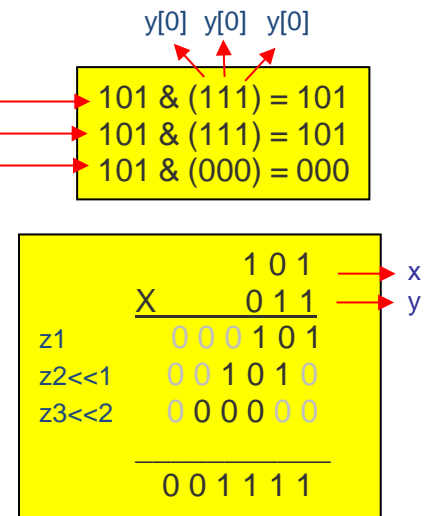 y[0] y[0] y[0]
101 & (111) = 101
101 & (111) = 101
101 & (000) = 000
1 0 1 x
X 0 1 1 y
z1 0 0 0 1 0 1
z2<<1 0 0 1 0 1 0
z3<<2 0 0 0 0 0 0
0 0 1 1 1 1